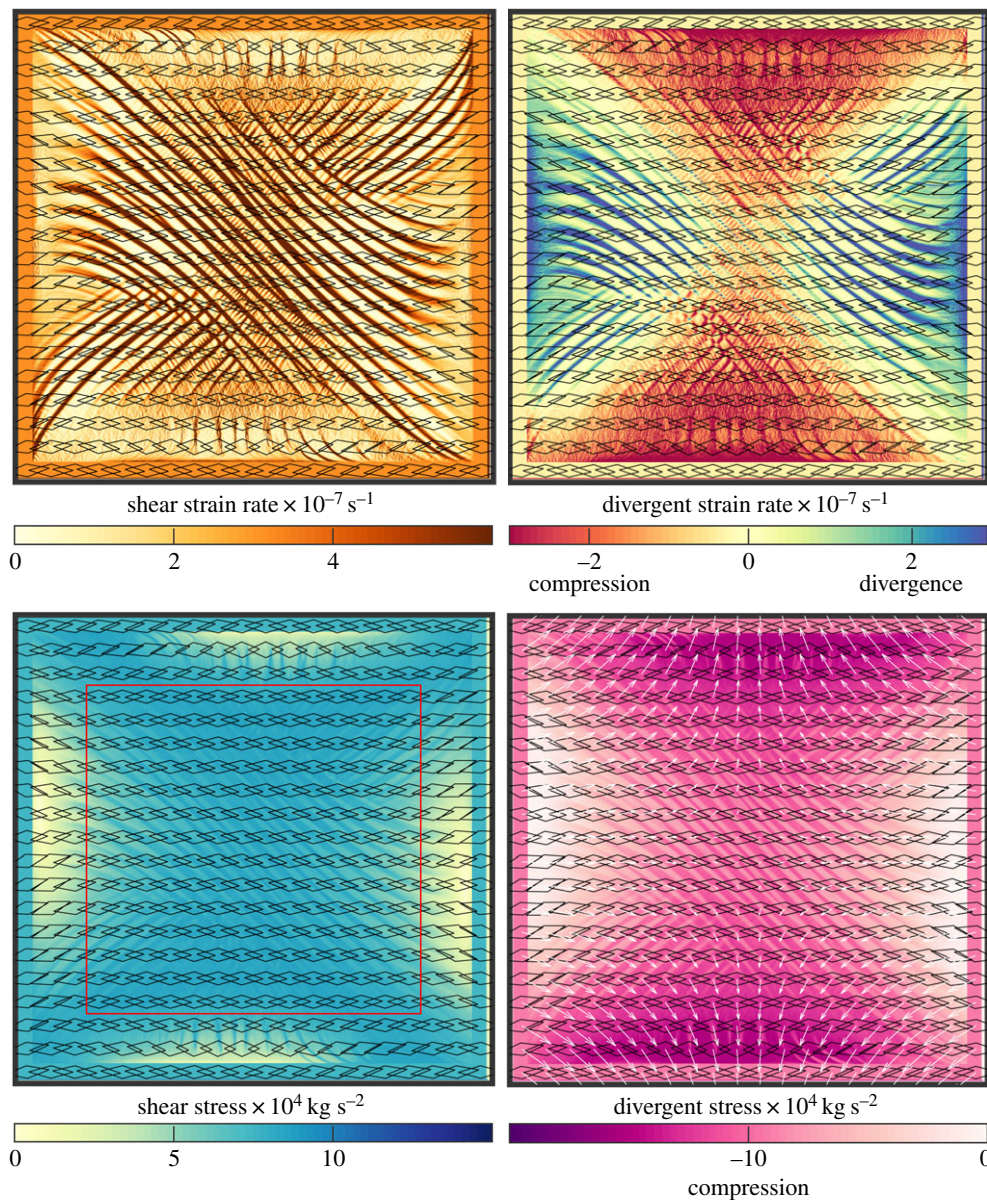 shear strain rate × 10⁻⁷ s⁻¹
divergent strain rate × 10⁻⁷ s⁻¹
0 2 4
–2 0 2
compression divergence
shear stress × 10⁴ kg s⁻²
divergent stress × 10⁴ kg s⁻²
0 5 10
–10 0
compression